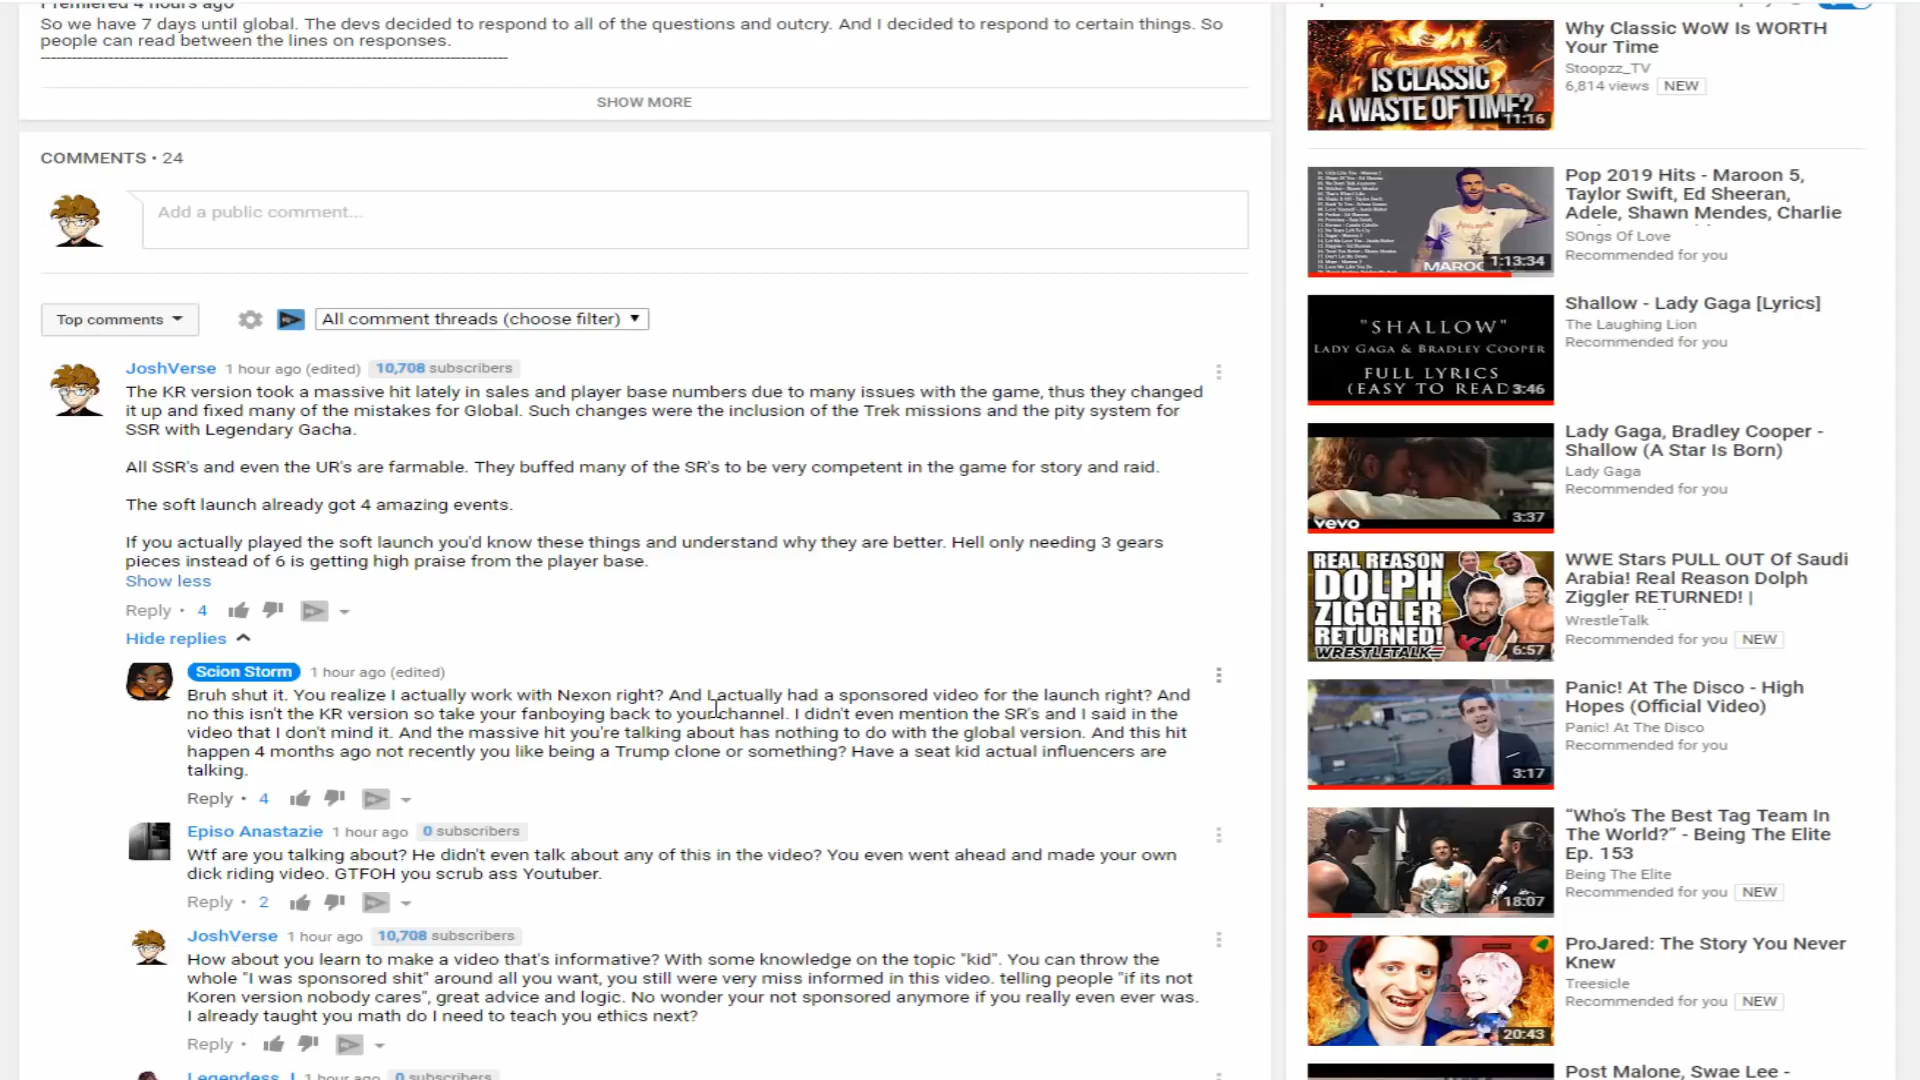 Premiered 4 hours ago
So we have 7 days until global. The devs decided to respond to all of the questions and outcry. And I decided to respond to certain things. So
people can read between the lines on responses.
SHOW MORE
COMMENTS • 24
Add a public comment...
Top comments
All comment threads (choose filter)
JoshVerse 1 hour ago (edited) 10,708 subscribers
The KR version took a massive hit lately in sales and player base numbers due to many issues with the game, thus they changed
it up and fixed many of the mistakes for Global. Such changes were the inclusion of the Trek missions and the pity system for
SSR with Legendary Gacha.
All SSR's and even the UR's are farmable. They buffed many of the SR's to be very competent in the game for story and raid.
The soft launch already got 4 amazing events.
If you actually played the soft launch you'd know these things and understand why they are better. Hell only needing 3 gears
pieces instead of 6 is getting high praise from the player base.
Show less
Reply • 4
Hide replies
Scion Storm 1 hour ago (edited)
Bruh shut it. You realize I actually work with Nexon right? And I actually had a sponsored video for the launch right? And
no this isn't the KR version so take your fanboying back to your channel. I didn't even mention the SR's and I said in the
video that I don't mind it. And the massive hit you're talking about has nothing to do with the global version. And this hit
happen 4 months ago not recently you like being a Trump clone or something? Have a seat kid actual influencers are
talking.
Reply • 4
Episo Anastazie 1 hour ago 0 subscribers
Wtf are you talking about? He didn't even talk about any of this in the video? You even went ahead and made your own
dick riding video. GTFOH you scrub ass Youtuber.
Reply • 2
JoshVerse 1 hour ago 10,708 subscribers
How about you learn to make a video that's informative? With some knowledge on the topic "kid". You can throw the
whole "I was sponsored shit" around all you want, you still were very miss informed in this video. telling people "if its not
Koren version nobody cares", great advice and logic. No wonder your not sponsored anymore if you really even ever was.
I already taught you math do I need to teach you ethics next?
Reply •
Legendess 1 hour ago 0 subscribers
IS CLASSIC
A WASTE OF TIME?
11:16
Why Classic WoW Is WORTH
Your Time
Stoopzz_TV
6,814 views NEW
MAROO
1:13:34
Pop 2019 Hits - Maroon 5,
Taylor Swift, Ed Sheeran,
Adele, Shawn Mendes, Charlie
SOngs Of Love
Recommended for you
"SHALLOW"
LADY GAGA & BRADLEY COOPER
FULL LYRICS
(EASY TO READ
3:46
Shallow - Lady Gaga [Lyrics]
The Laughing Lion
Recommended for you
vevo
3:37
Lady Gaga, Bradley Cooper -
Shallow (A Star Is Born)
Lady Gaga
Recommended for you
REAL REASON
DOLPH
ZIGGLER
RETURNED!
WRESTLETALK
6:57
WWE Stars PULL OUT Of Saudi
Arabia! Real Reason Dolph
Ziggler RETURNED! |
WrestleTalk
Recommended for you NEW
3:17
Panic! At The Disco - High
Hopes (Official Video)
Panic! At The Disco
Recommended for you
18:07
“Who’s The Best Tag Team In
The World?” - Being The Elite
Ep. 153
Being The Elite
Recommended for you NEW
20:43
ProJared: The Story You Never
Knew
Treesicle
Recommended for you NEW
Post Malone, Swae Lee -